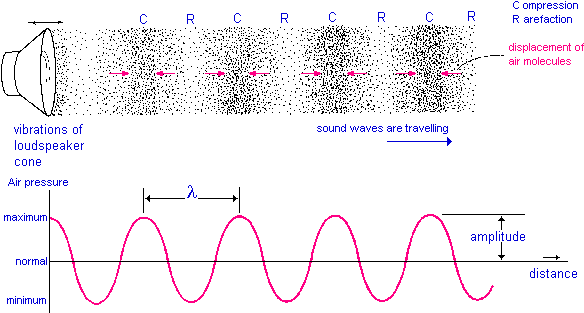 C R C R C R C R
C ompression
R arefaction
displacement of
air molecules
vibrations of
loudspeaker
cone
sound waves are travelling
Air pressure
λ
maximum
amplitude
normal
distance
minimum